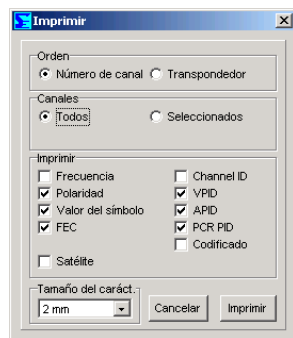 Imprimir
Orden
Número de canal Transpondedor
Canales
Todos Seleccionados
Imprimir
Frecuencia Channel ID
Polaridad VPID
Valor del símbolo APID
FEC PCR PID
Codificado
Satélite
Tamaño del caráct.
2 mm Cancelar Imprimir